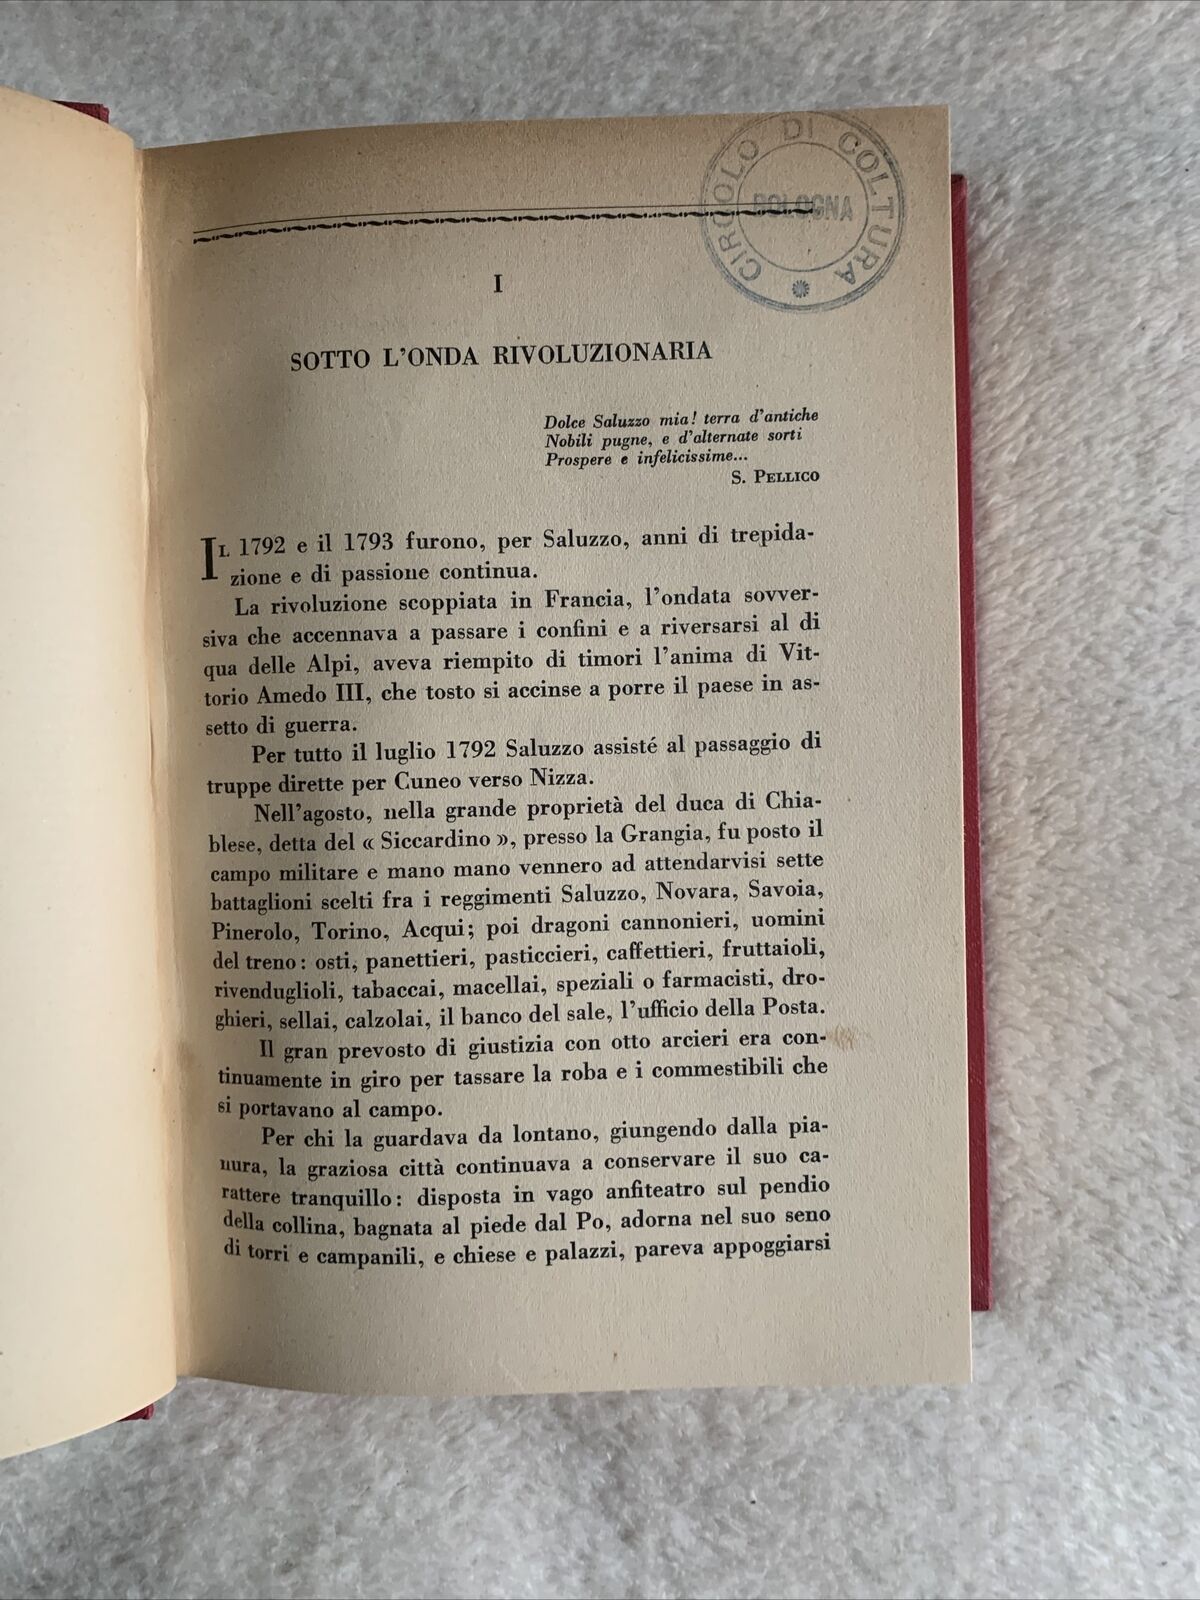 CIRCOLO DI COLTURA
BOLOGNA
I
SOTTO L'ONDA RIVOLUZIONARIA
Dolce Saluzzo mia! terra d'antiche
Nobili pugne, e d'alternate sorti
Prospere e infelicissime...
S. PELLICO
IL 1792 e il 1793 furono, per Saluzzo, anni di trepida-
zione e di passione continua.
La rivoluzione scoppiata in Francia, l'ondata sovver-
siva che accennava a passare i confini e a riversarsi al di
qua delle Alpi, aveva riempito di timori l'anima di Vit-
torio Amedo III, che tosto si accinse a porre il paese in as-
setto di guerra.
Per tutto il luglio 1792 Saluzzo assisté al passaggio di
truppe dirette per Cuneo verso Nizza.
Nell'agosto, nella grande proprietà del duca di Chia-
blese, detta del « Siccardino », presso la Grangia, fu posto il
campo militare e mano mano vennero ad attendarvisi sette
battaglioni scelti fra i reggimenti Saluzzo, Novara, Savoia,
Pinerolo, Torino, Acqui; poi dragoni cannonieri, uomini
del treno: osti, panettieri, pasticcieri, caffettieri, fruttaioli,
rivenduglioli, tabaccai, macellai, speziali o farmacisti, dro-
ghieri, sellai, calzolai, il banco del sale, l'ufficio della Posta.
Il gran prevosto di giustizia con otto arcieri era con-
tinuamente in giro per tassare la roba e i commestibili che
si portavano al campo.
Per chi la guardava da lontano, giungendo dalla pia-
nura, la graziosa città continuava a conservare il suo ca-
rattere tranquillo: disposta in vago anfiteatro sul pendio
della collina, bagnata al piede dal Po, adorna nel suo seno
di torri e campanili, e chiese e palazzi, pareva appoggiarsi